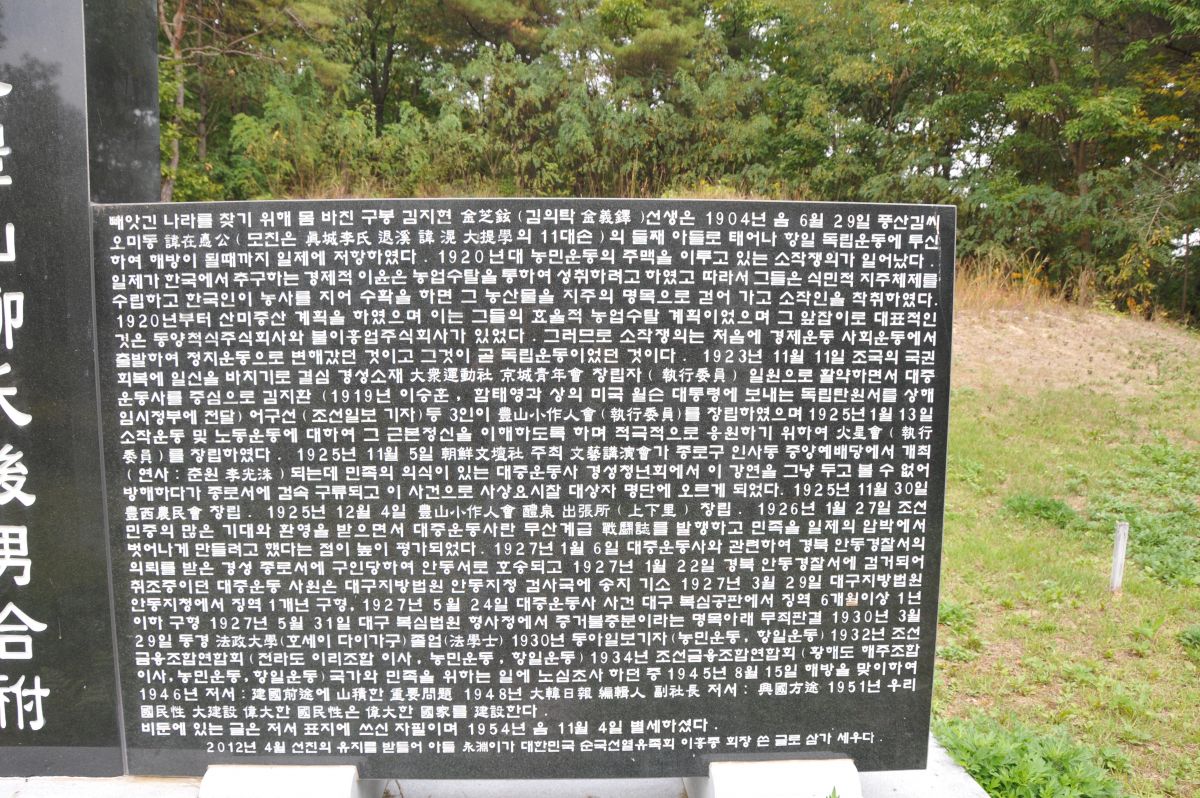 빼앗긴 나라를 찾기 위해 몸 바친 구봉 김지현 金芝鉉 (김의탁 金義鐸 )선생은 1904년 음 6월 29일 풍산김씨
오미동 諱在愚公 ( 모친은 眞城李氏 退溪 諱 滉 大提學의 11대손 )의 둘째 아들로 태어나 항일 독립운동에 투신
하여 해방이 될때까지 일제에 저항하였다 . 1920년대 농민운동의 주맥을 이루고 있는 소작쟁의가 일어났다 .
일제가 한국에서 추구하는 경제적 이윤은 농업수탈을 통하여 성취하려고 하였고 따라서 그들은 식민적 지주체제를
수립하고 한국인이 농사를 지어 수확을 하면 그 농산물을 지주의 명목으로 걷어 가고 소작인을 착취하였다.
1920년부터 산미증산 계획을 하였으며 이는 그들의 효율적 농업수탈 계획이었으며 그 앞잡이로 대표적인
것은 동양척식주식회사와 불이흥업주식회사가 있었다 . 그러므로 소작쟁의는 처음에 경제운동 사회운동에서
출발하여 정치운동으로 변해갔던 것이고 그것이 곧 독립운동이었던 것이다 . 1923년 11월 11일 조국의 국권
회복에 일신을 바치기로 결심 경성소재 大衆運動社 京城青年會 창립자 ( 執行委員 ) 일원으로 활약하면서 대중
운동사를 중심으로 김지환 (1919년 이승훈 , 함태영과 상의 미국 윌슨 대통령에 보내는 독립탄원서를 상해
임시정부에 전달 ) 어구선 (조선일보 기자) 등 3인이 豊山小作人會 (執行委員)를 창립하였으며 1925년 1월 13일
소작운동 및 노동운동에 대하여 그 근본정신을 이해하도록 하며 적극적으로 응원하기 위하여 火星會 ( 執行
委員 )를 창립하였다 . 1925년 11월 5일 朝鮮文壇社 주최 文藝講演會가 종로구 인사동 중앙예배당에서 개최
( 연사 : 춘원 李光洙 ) 되는데 민족의 의식이 있는 대중운동사 경성청년회에서 이 강연을 그냥 두고 볼 수 없어
방해하다가 종로서에 검속 구류되고 이 사건으로 사상요시찰 대상자 명단에 오르게 되었다. 1925년 11월 30일
豊西農民會 창립 . 1925년 12월 4일 豊山小作人會 醴泉 出張所 ( 上下里 ) 창립 . 1926년 1월 27일 조선
민중의 많은 기대와 환영을 받으면서 대중운동사란 무산계급 戰鬪誌를 발행하고 민족을 일제의 압박에서
벗어나게 만들려고 했다는 점이 높이 평가되었다 . 1927년 1월 6일 대중운동사와 관련하여 경북 안동경찰서의
의뢰를 받은 경성 종로서에 구인당하여 안동서로 호송되고 1927년 1월 22일 경북 안동경찰서에 검거되어
취조중이던 대중운동 사원은 대구지방법원 안동지청 검사국에 송치 기소 1927년 3월 29일 대구지방법원
안동지청에서 징역 1개년 구형, 1927년 5월 24일 대중운동사 사건 대구 복심공판에서 징역 6개월이상 1년
이하 구형 1927년 5월 31일 대구 복심법원 형사정에서 증거불충분이라는 명목아래 무죄판결 1930년 3월
29일 동경 法政大學(호세이 다이가구) 졸업(法學士) 1930년 동아일보기자(농민운동, 항일운동) 1932년 조선
금융조합연합회 (전라도 이리조합 이사 , 농민운동 , 항일운동 ) 1934년 조선금융조합연합회 ( 황해도 해주조합
이사, 농민운동, 항일운동)국가와 민족을 위하는 일에 노심초사 하던 중 1945년 8월 15일 해방을 맞이하여
1946년 저서 : 建國前途에 山積한 重要問題 1948년 大韓日報 編輯人 副社長 저서 : 興國方途 1951년 우리
國民性 大建設 偉大한 國民性은 偉大한 國家를 建設한다 .
비문에 있는 글은 저서 표지에 쓰신 자필이며 1954년 음 11월 4일 별세하셨다 .
2012년 4월 선친의 유지를 받들어 아들 永淵이가 대한민국 순국선열유족회 이흥종 회장 쓴 글로 삼가 세우다 .
山柳氏後男合祔